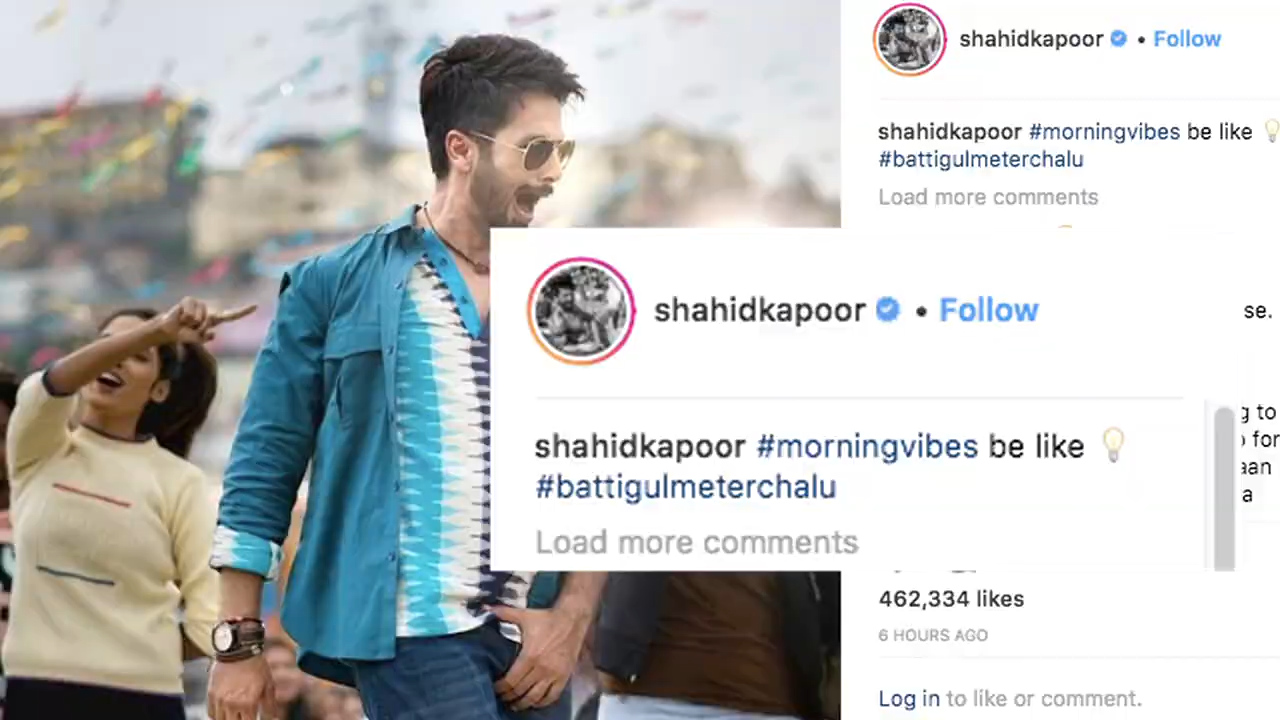 shahidkapoor • Follow
shahidkapoor #morningvibes be like 💡
#battigulmeterchalu
Load more comments
shahidkapoor • Follow
shahidkapoor #morningvibes be like 💡
#battigulmeterchalu
Load more comments
se.
g to
for
aan
a
462,334 likes
6 HOURS AGO
Log in to like or comment.